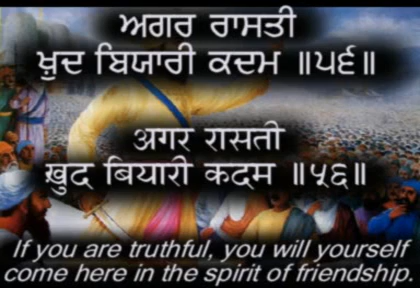 ਅਗਰ ਰਾਸਤੀ
ਖ਼ੁਦ ਬਿਯਾਰੀ ਕਦਮ ॥੫੬॥
अगर रासती
ख़ुद बियारी कदम ॥५६॥
If you are truthful, you will yourself
come here in the spirit of friendship.